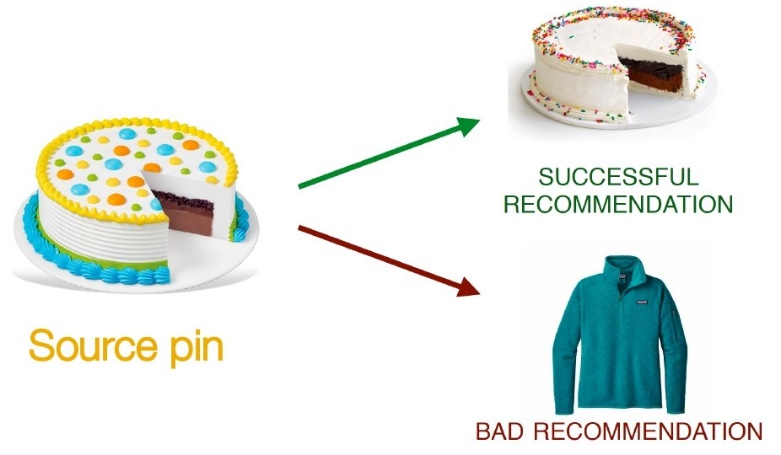 SUCCESSFUL
RECOMMENDATION
Source pin
BAD RECOMMENDATION